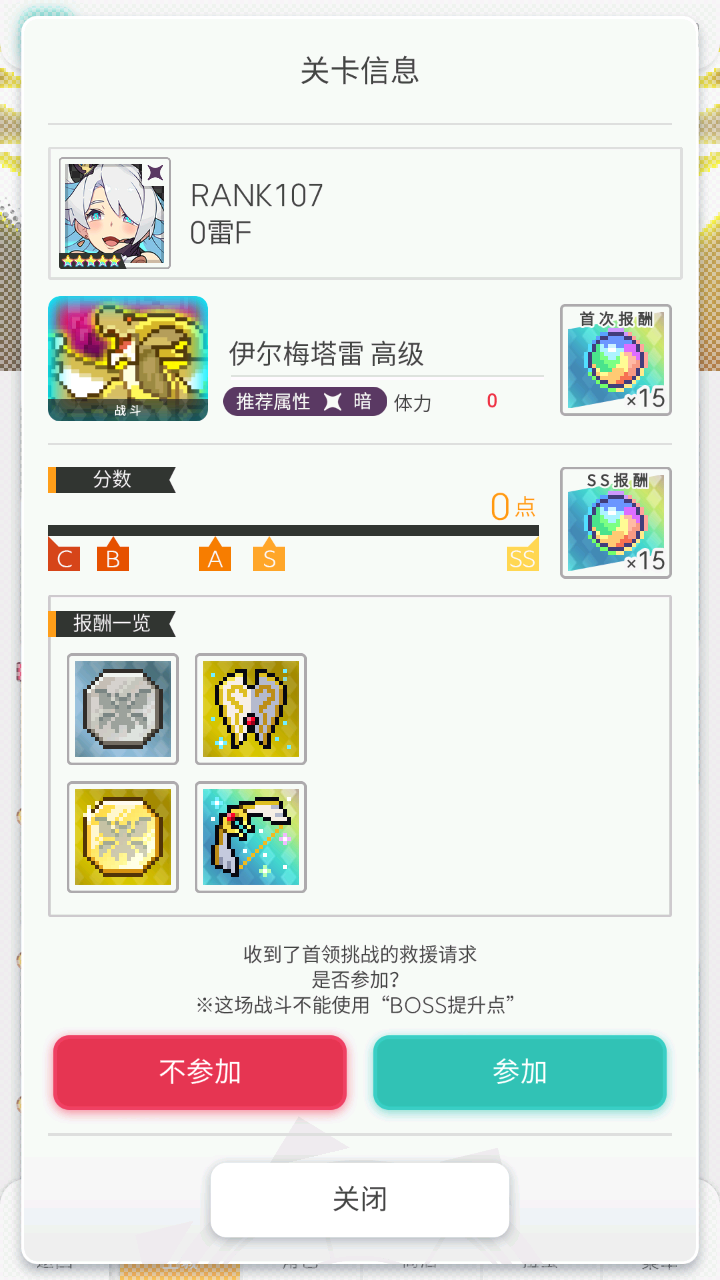 关卡信息
RANK107
0雷F
战斗
伊尔梅塔雷 高级
推荐属性 暗 体力 0
首次报酬
×15
分数
0点
C B A S SS
SS报酬
×15
报酬一览
收到了首领挑战的救援请求
是否参加？
※这场战斗不能使用“BOSS提升点”
不参加
参加
关闭